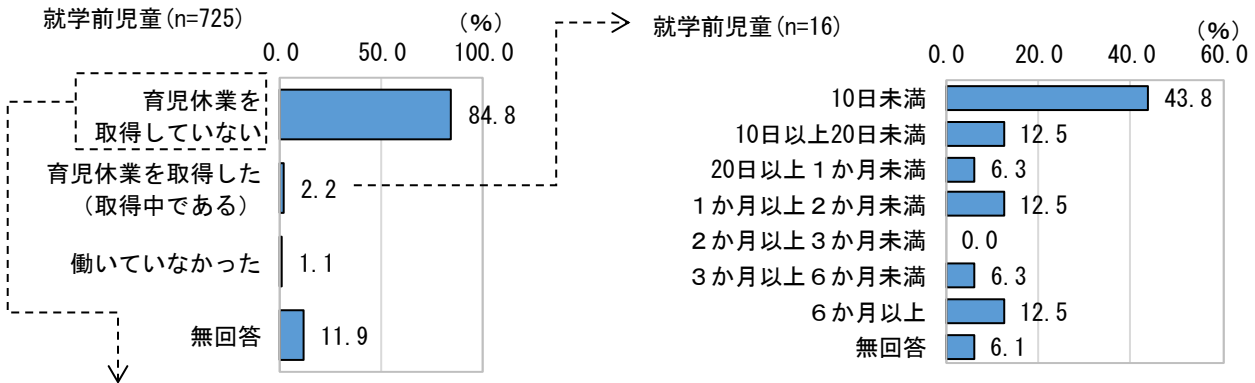 就学前児童(n=725)
(%)
0.0 50.0 100.0
育児休業を
取得していない
84.8
育児休業を取得した
(取得中である)
2.2
働いていなかった
1.1
無回答
11.9
就学前児童(n=16)
(%)
0.0 20.0 40.0 60.0
10日未満 43.8
10日以上20日未満 12.5
20日以上１か月未満 6.3
１か月以上２か月未満 12.5
２か月以上３か月未満 0.0
３か月以上６か月未満 6.3
６か月以上 12.5
無回答 6.1